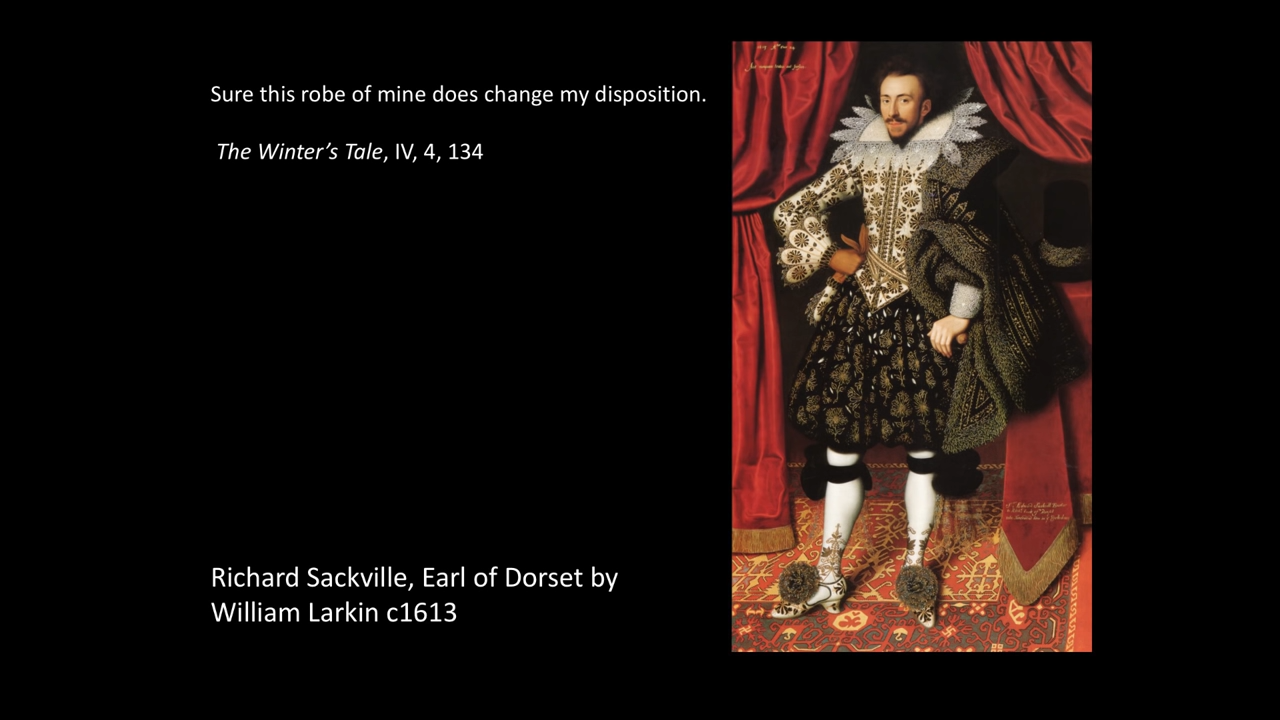 Sure this robe of mine does change my disposition.
The Winter's Tale, IV, 4, 134
Richard Sackville, Earl of Dorset by
William Larkin c1613